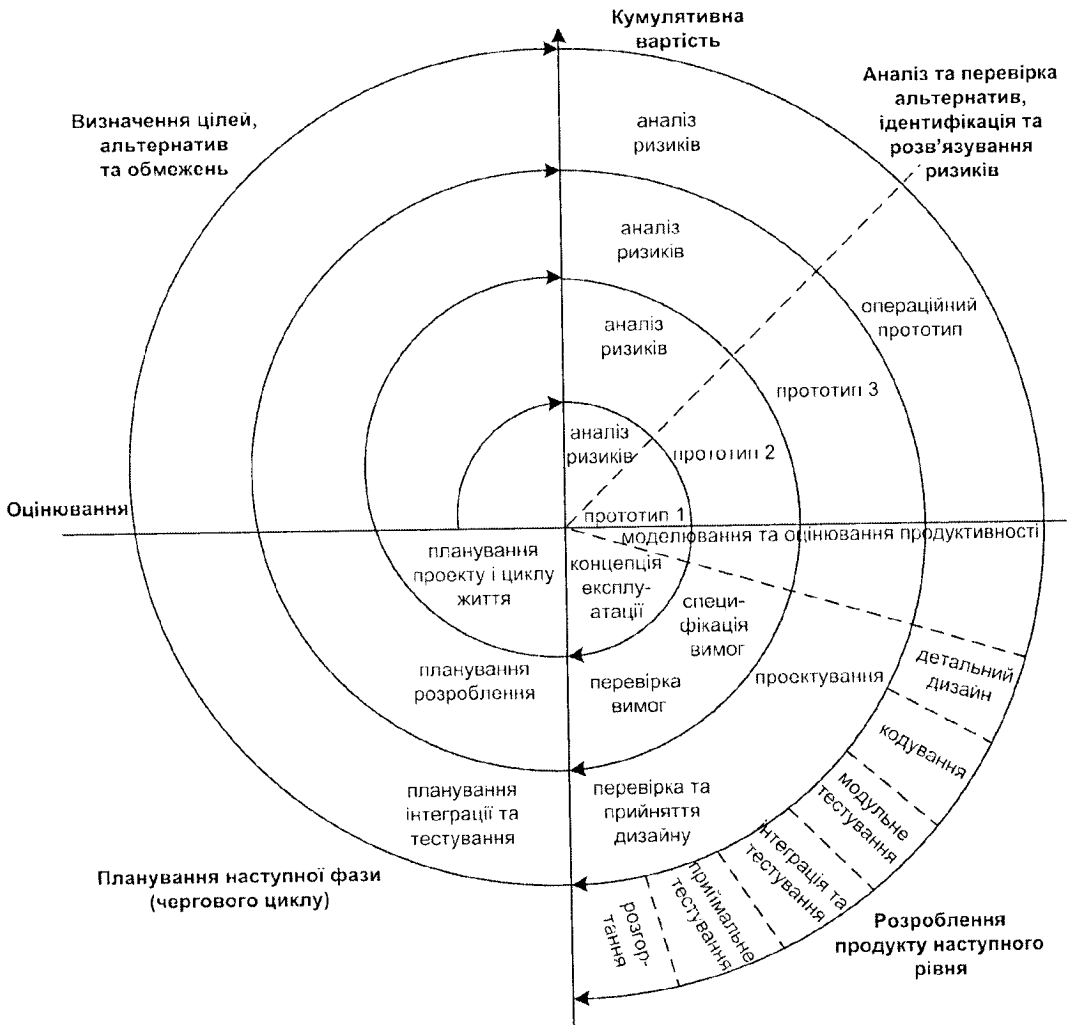 Кумулятивна
вартість
Аналіз та перевірка
альтернатив,
ідентифікація та
розв'язування
ризиків
Визначення цілей,
альтернатив
та обмежень
аналіз
ризиків
аналіз
ризиків
аналіз
ризиків
аналіз
ризиків
операційний
прототип
прототип 3
прототип 2
прототип 1
Оцінювання
моделювання та оцінювання продуктивності
планування
проекту і циклу
життя
концепція
експлу-
атації
специ-
фікація
вимог
планування
розроблення
перевірка
вимог
проектування
детальний
дизайн
кодування
модульне
тестування
інтеграція та
тестування
приймальне
тестування
розгор-
тання
планування
інтеграції та
тестування
перевірка та
прийняття
дизайну
Планування наступної фази
(чергового циклу)
Розроблення
продукту наступного
рівня